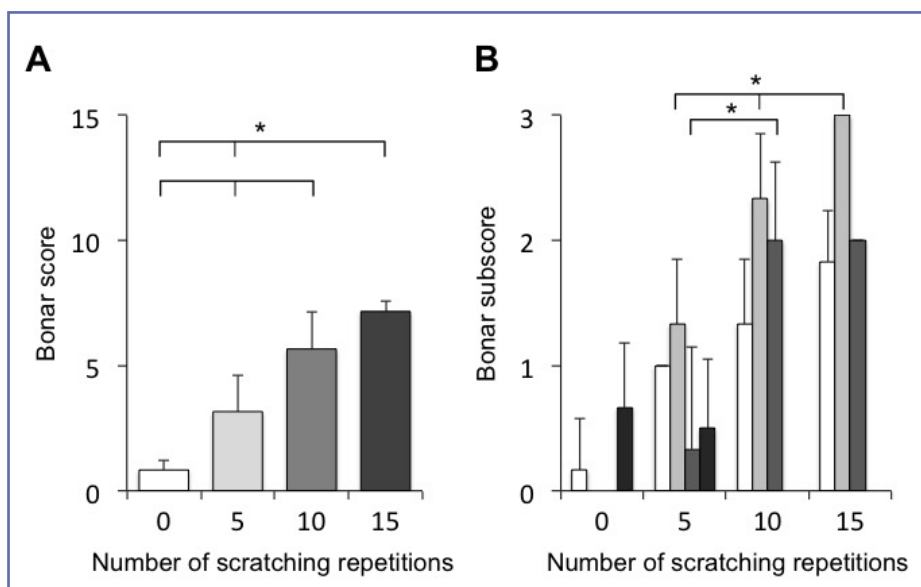 A
15
10
5
0
Bonar score
*
0 5 10 15
Number of scratching repetitions
B
3
2
1
0
Bonar subscore
*
*
0 5 10 15
Number of scratching repetitions